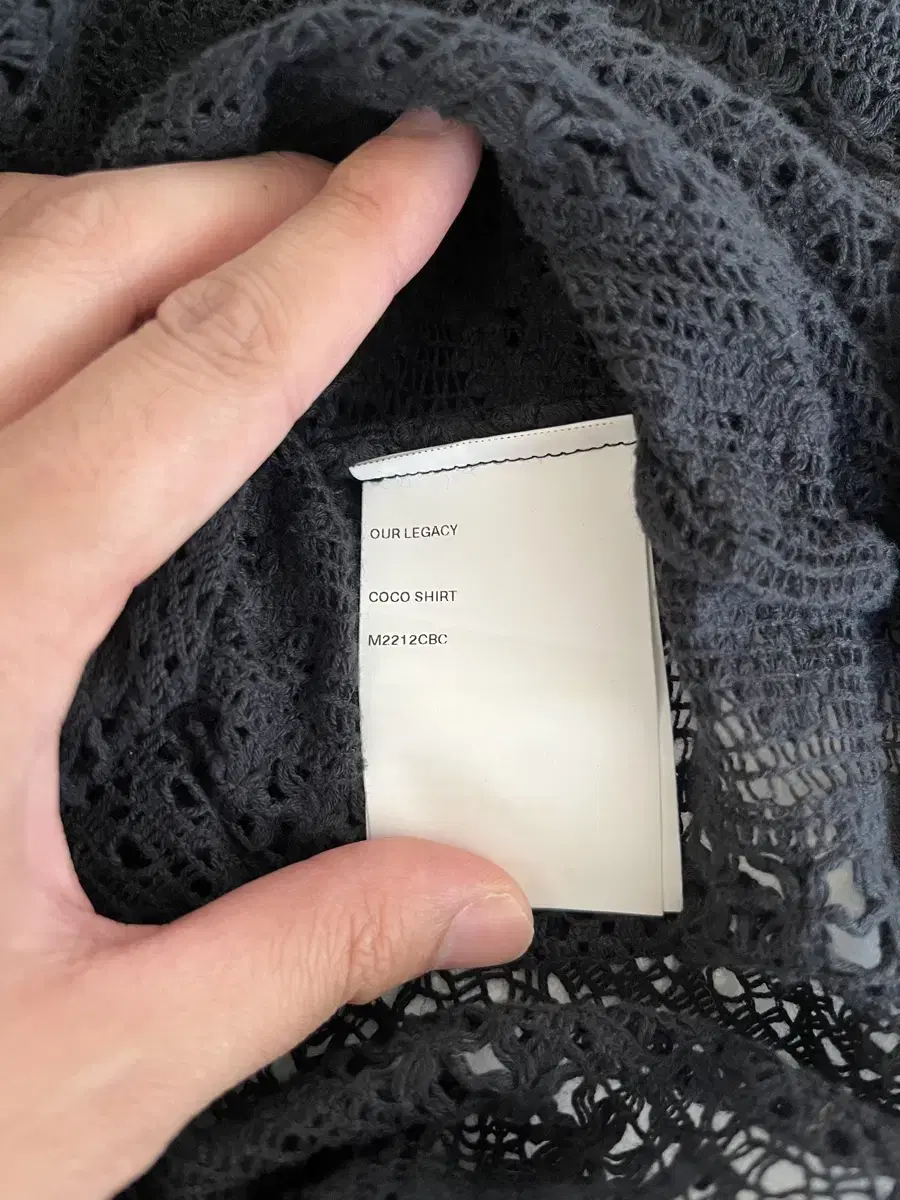 OUR LEGACY
COCO SHIRT
M2212CBC